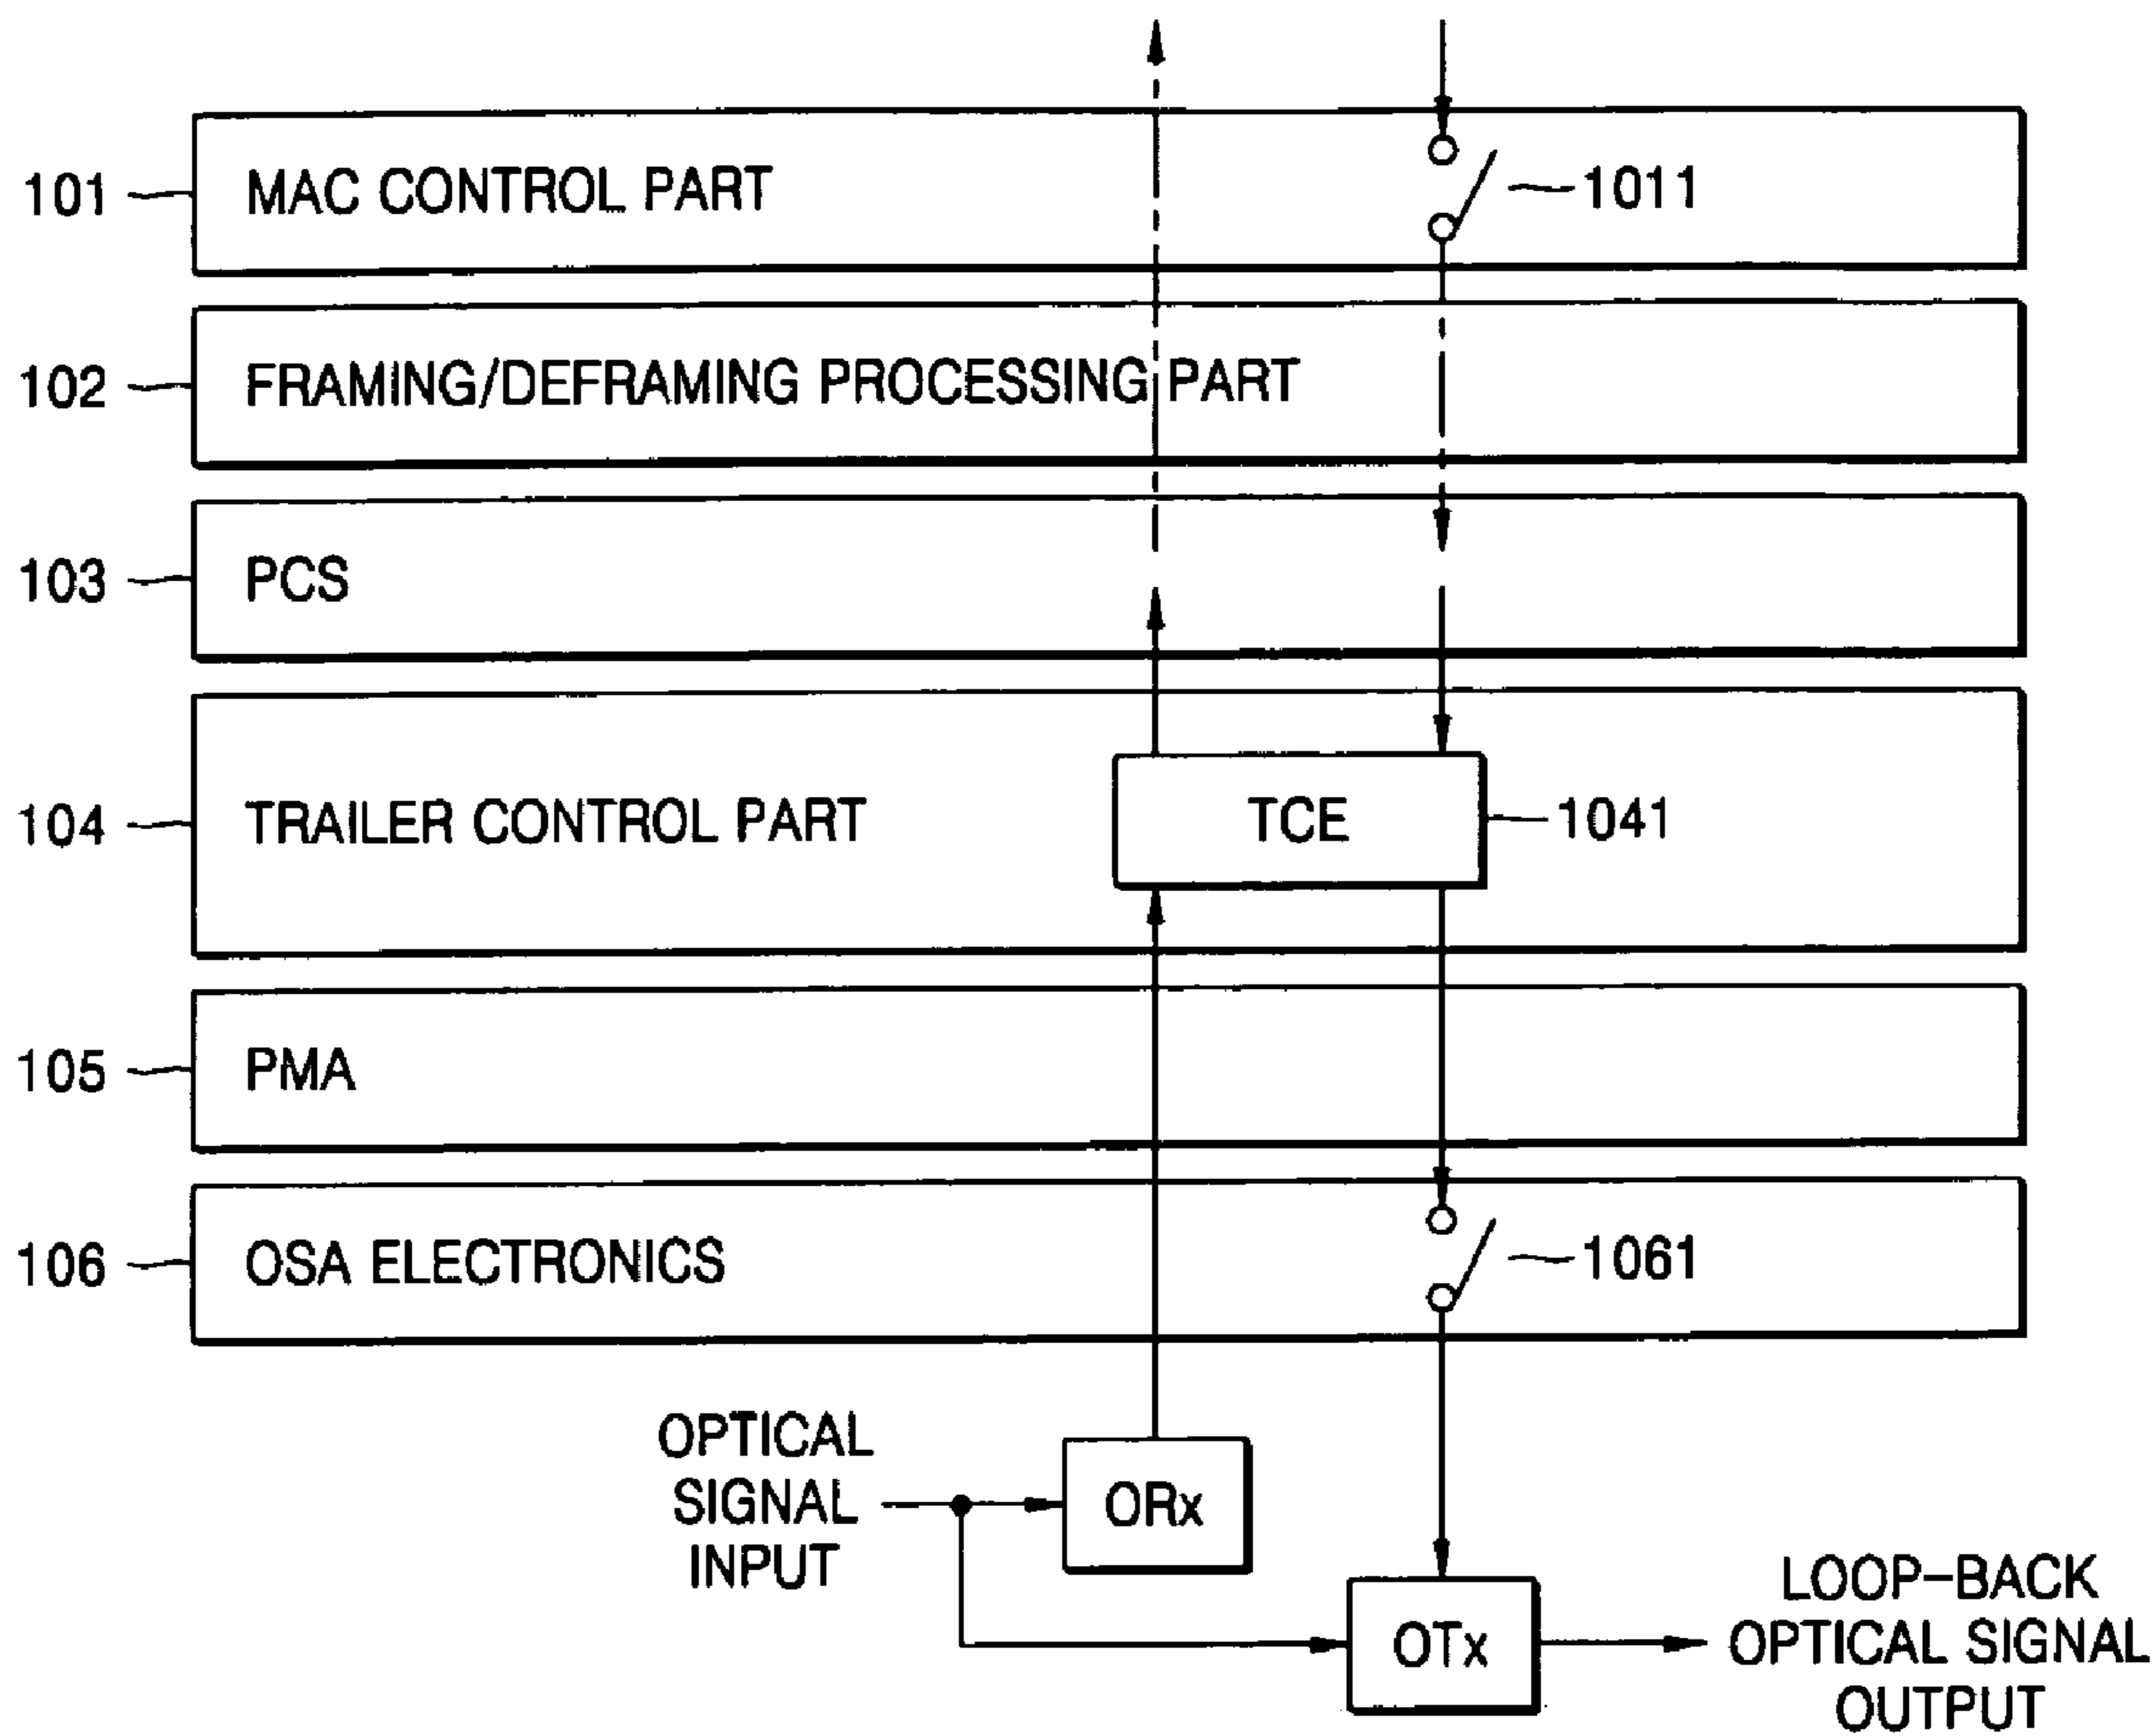 101
MAC CONTROL PART
1011
102
FRAMING/DEFRAMING PROCESSING PART
103
PCS
104
TRAILER CONTROL PART
TCE
1041
105
PMA
106
OSA ELECTRONICS
1061
OPTICAL
SIGNAL
INPUT
ORx
OTx
LOOP-BACK
OPTICAL SIGNAL
OUTPUT